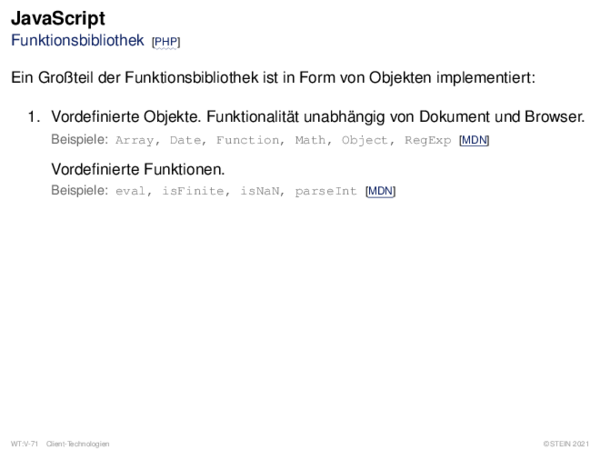 JavaScript
Funktionsbibliothek [PHP]
Ein Großteil der Funktionsbibliothek ist in Form von Objekten implementiert:
1. Vordefinierte Objekte. Funktionalität unabhängig von Dokument und Browser.
Beispiele: Array, Date, Function, Math, Object, RegExp [MDN]
Vordefinierte Funktionen.
Beispiele: eval, isFinite, isNaN, parseInt [MDN]
WT:V-71 Client-Technologien ©STEIN 2021